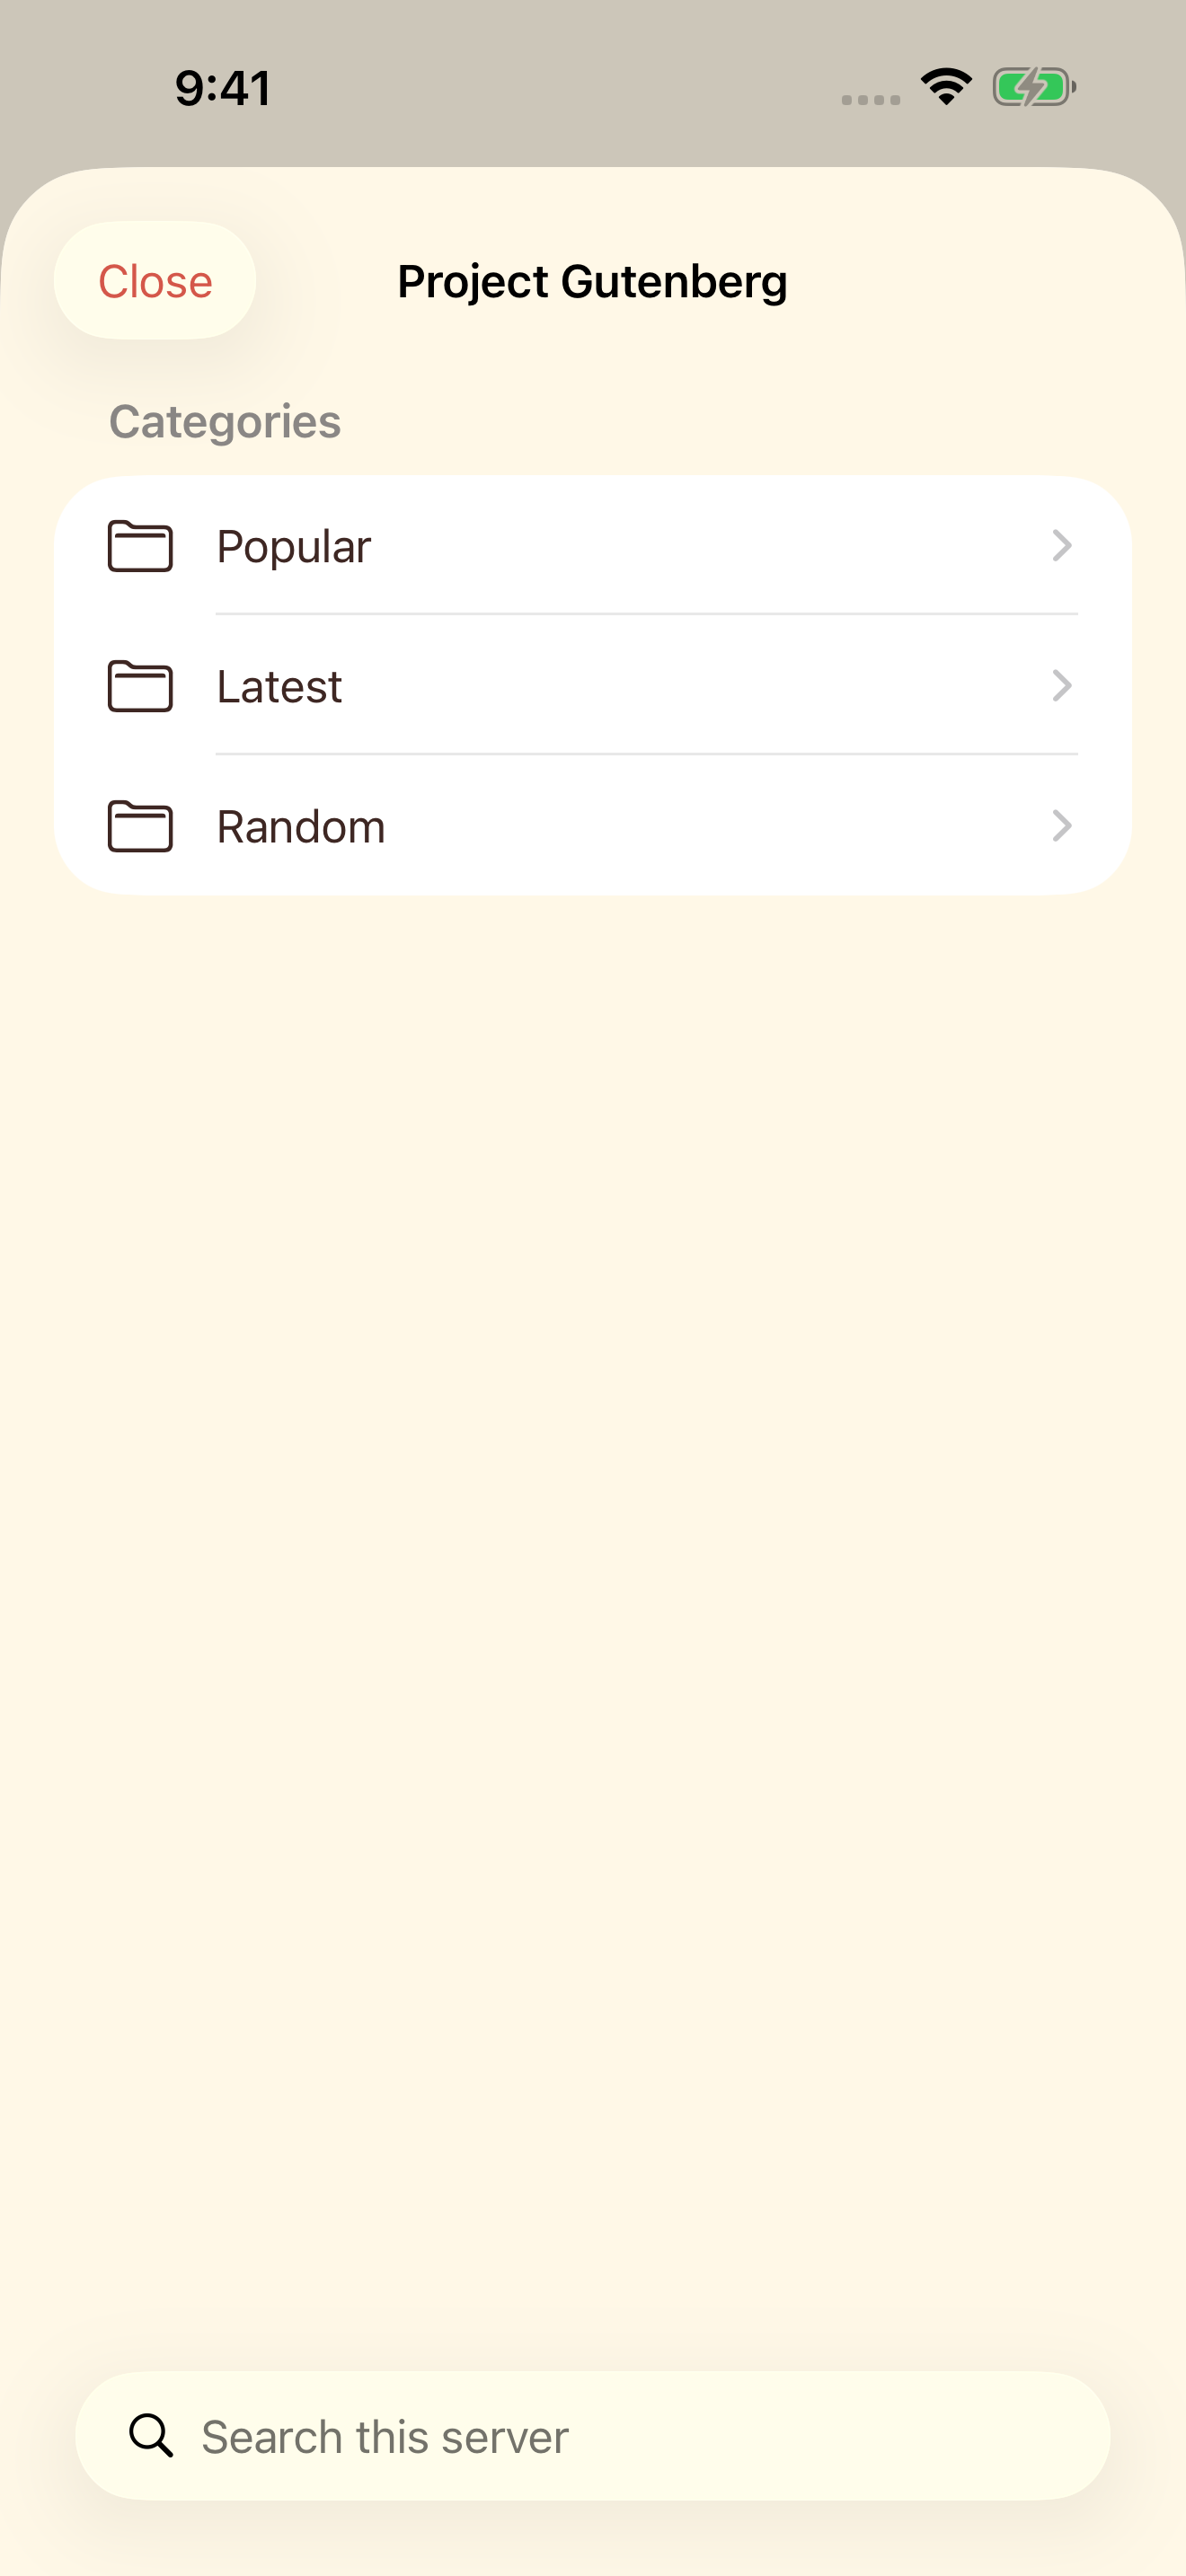 9:41
Close
Project Gutenberg
Categories
Popular
Latest
Random
Search this server